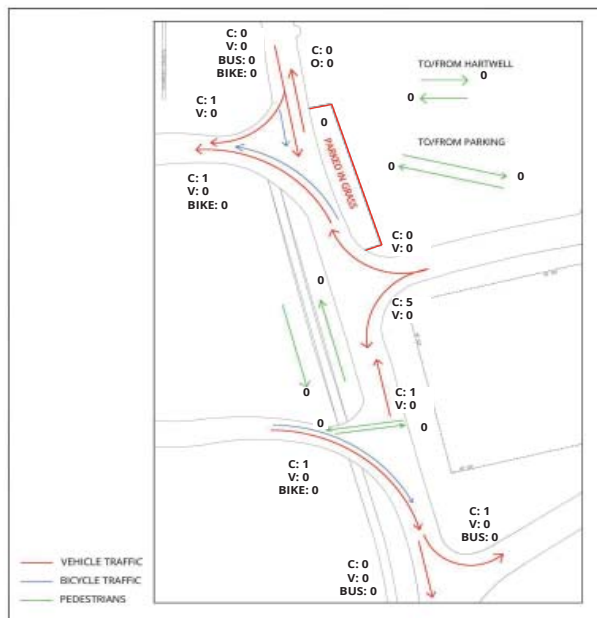 C: 0
V: 0
BUS: 0
BIKE: 0
C: 0
O: 0
TO/FROM HARTWELL
0
0
C: 1
V: 0
0
PARKED IN GRASS
TO/FROM PARKING
0
0
C: 1
V: 0
BIKE: 0
C: 0
V: 0
0
C: 5
V: 0
0
C: 1
V: 0
0
0
C: 1
V: 0
BIKE: 0
C: 1
V: 0
BUS: 0
C: 0
V: 0
BUS: 0
VEHICLE TRAFFIC
BICYCLE TRAFFIC
PEDESTRIANS